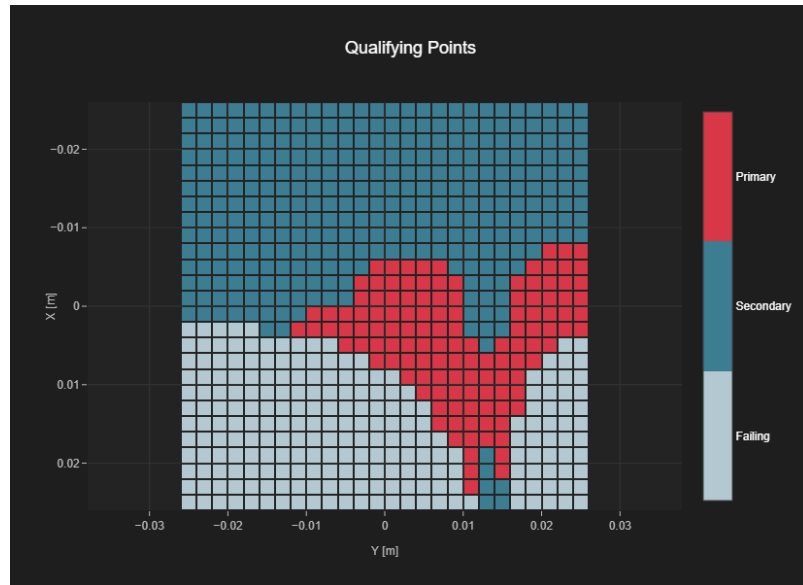 Qualifying Points
−0.02
−0.01
0
0.01
0.02
X [m]
−0.03
−0.02
−0.01
0
0.01
0.02
0.03
Y [m]
Primary
Secondary
Failing